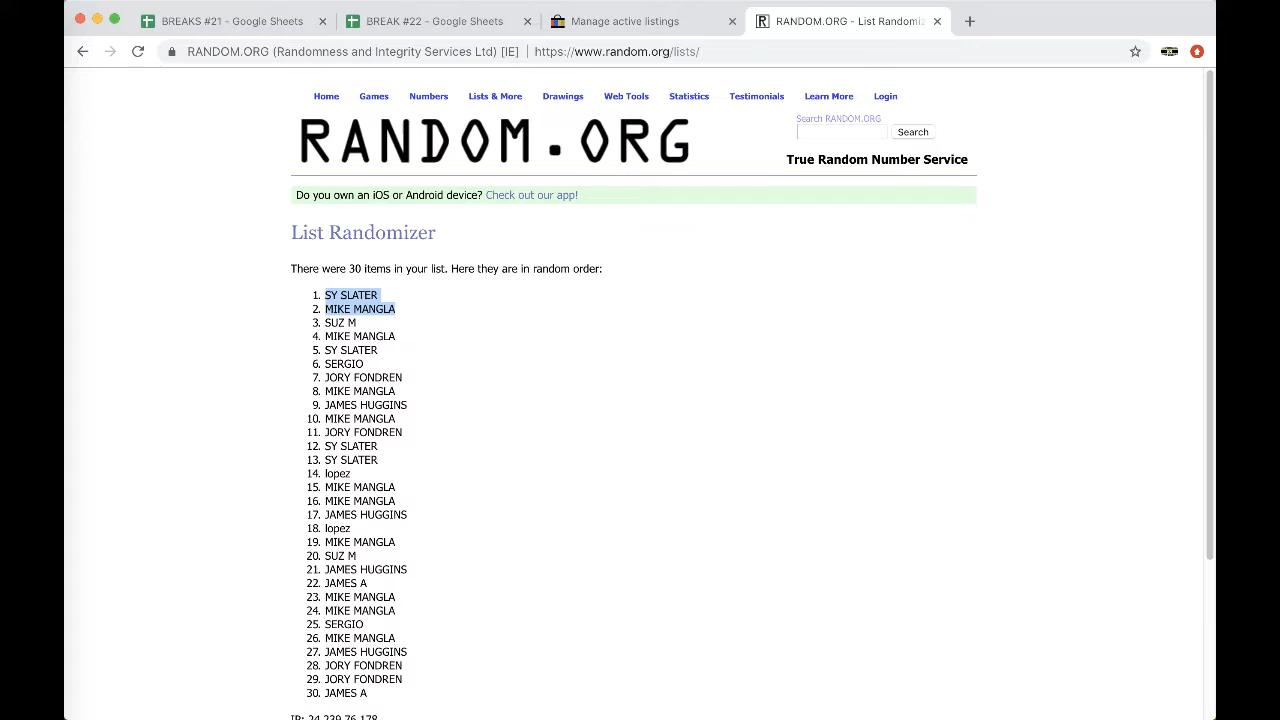 BREAKS #21 - Google Sheets
BREAK #22 - Google Sheets
Manage active listings
RANDOM.ORG - List Randomiz
RANDOM.ORG (Randomness and Integrity Services Ltd) [IE]
https://www.random.org/lists/
Home Games Numbers Lists & More Drawings Web Tools Statistics Testimonials Learn More Login
RANDOM.ORG
Search RANDOM.ORG
Search
True Random Number Service
Do you own an iOS or Android device? Check out our app!
List Randomizer
There were 30 items in your list. Here they are in random order:
1. SY SLATER
2. MIKE MANGLA
3. SUZ M
4. MIKE MANGLA
5. SY SLATER
6. SERGIO
7. JORY FONDREN
8. MIKE MANGLA
9. JAMES HUGGINS
10. MIKE MANGLA
11. JORY FONDREN
12. SY SLATER
13. SY SLATER
14. lopez
15. MIKE MANGLA
16. MIKE MANGLA
17. JAMES HUGGINS
18. lopez
19. MIKE MANGLA
20. SUZ M
21. JAMES HUGGINS
22. JAMES A
23. MIKE MANGLA
24. MIKE MANGLA
25. SERGIO
26. MIKE MANGLA
27. JAMES HUGGINS
28. JORY FONDREN
29. JORY FONDREN
30. JAMES A
IP: 24.239.76.178